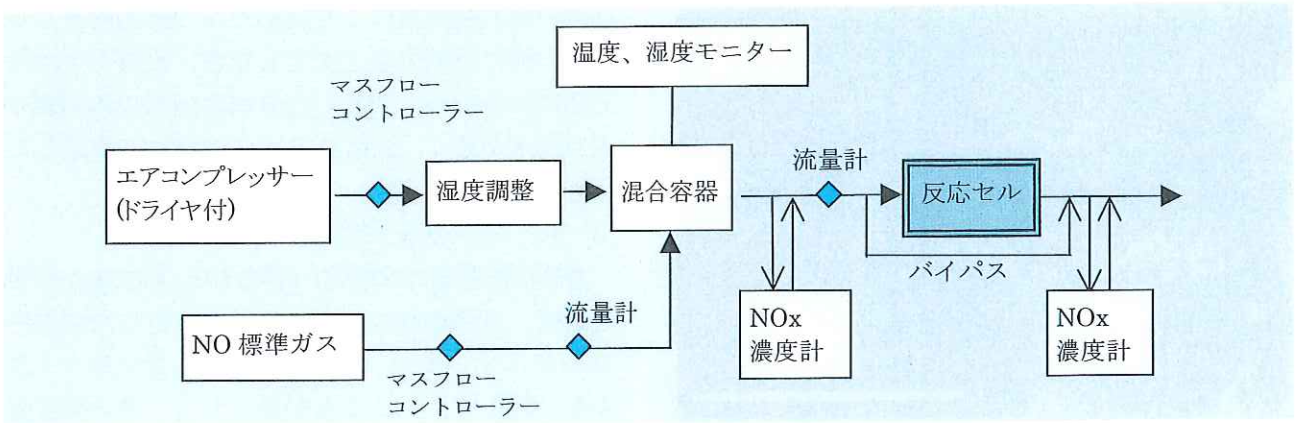 温度、湿度モニター
マスフロー
コントローラー
エアコンプレッサー
(ドライヤ付)
湿度調整
混合容器
流量計
反応セル
バイパス
NO 標準ガス
流量計
マスフロー
コントローラー
NOx
濃度計
NOx
濃度計